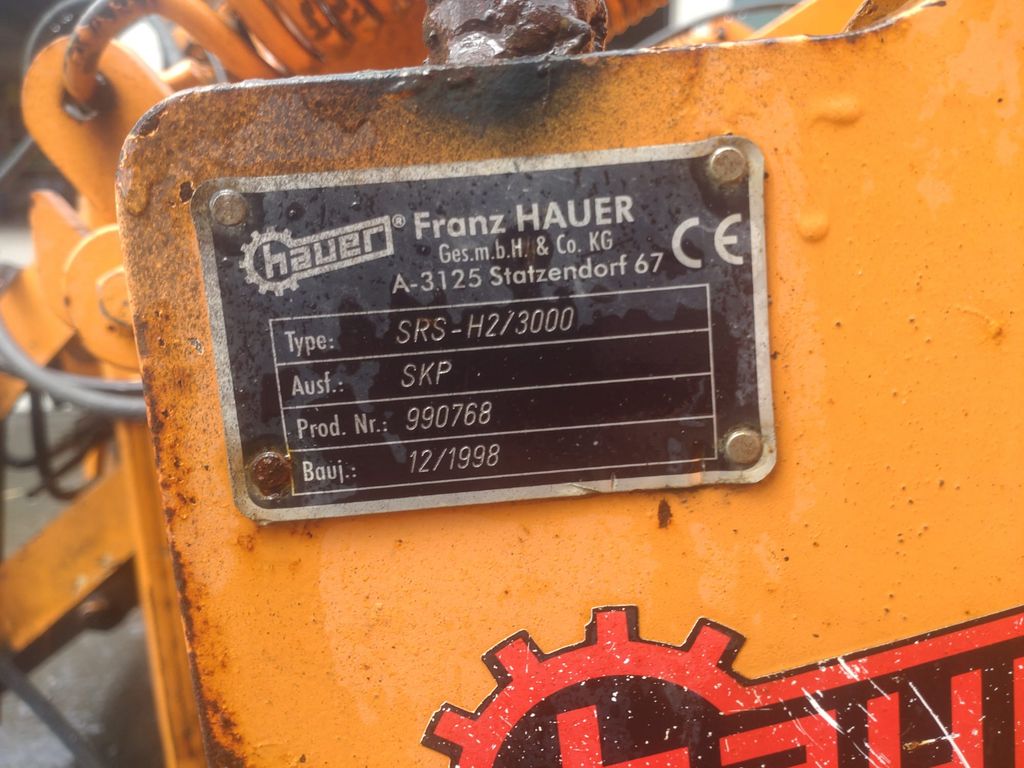 hauer® Franz HAUER
Ges.m.b.H. & Co. KG
A-3125 Statzendorf 67
CE
Type: SRS-H2/3000
Ausf.: SKP
Prod. Nr.: 990768
Bauj.: 12/1998